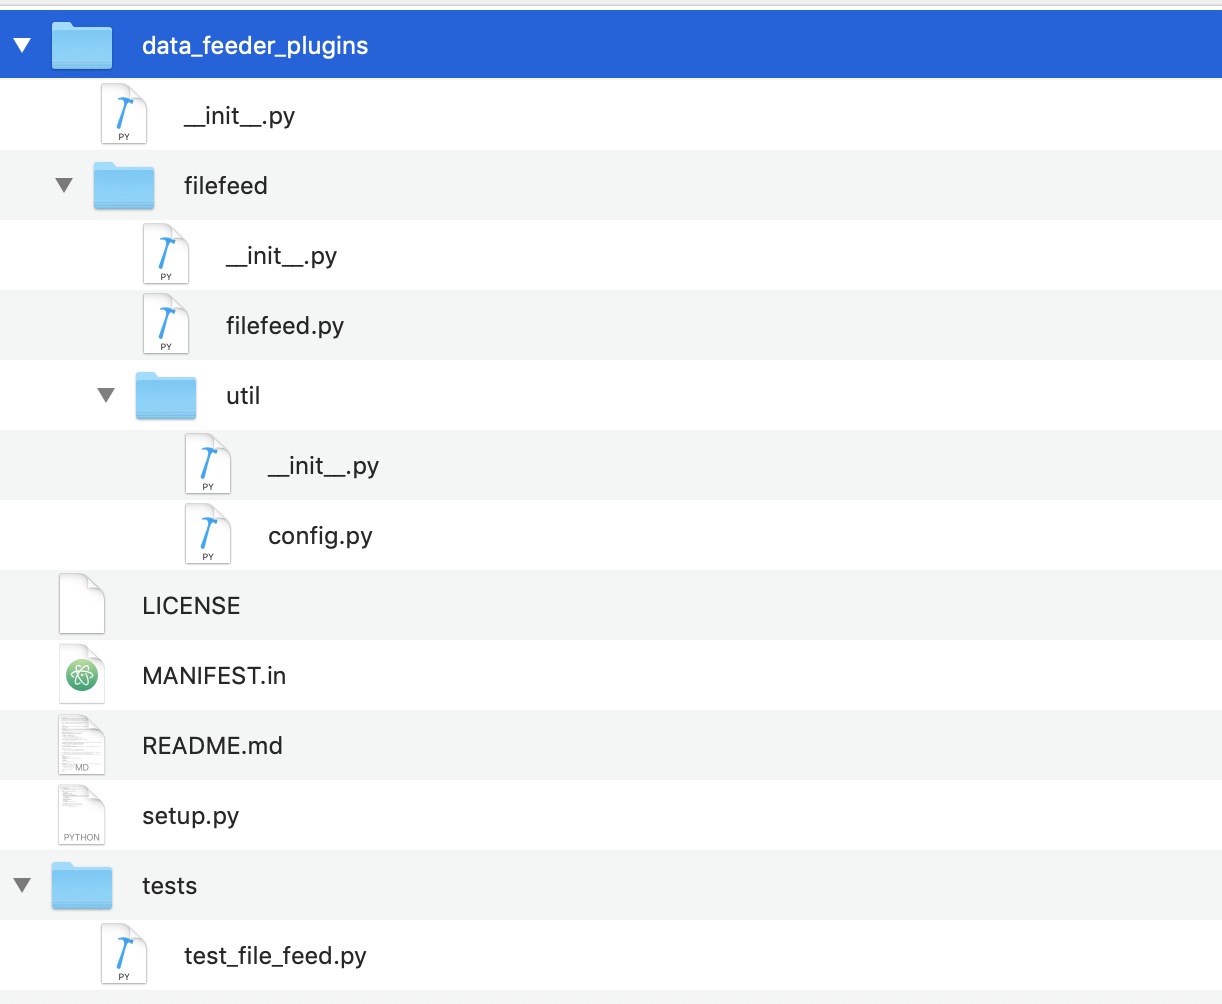 data_feeder_plugins
PY
__init__.py
filefeed
PY
__init__.py
PY
filefeed.py
util
PY
__init__.py
PY
config.py
LICENSE
MANIFEST.in
MD
README.md
PYTHON
setup.py
tests
PY
test_file_feed.py